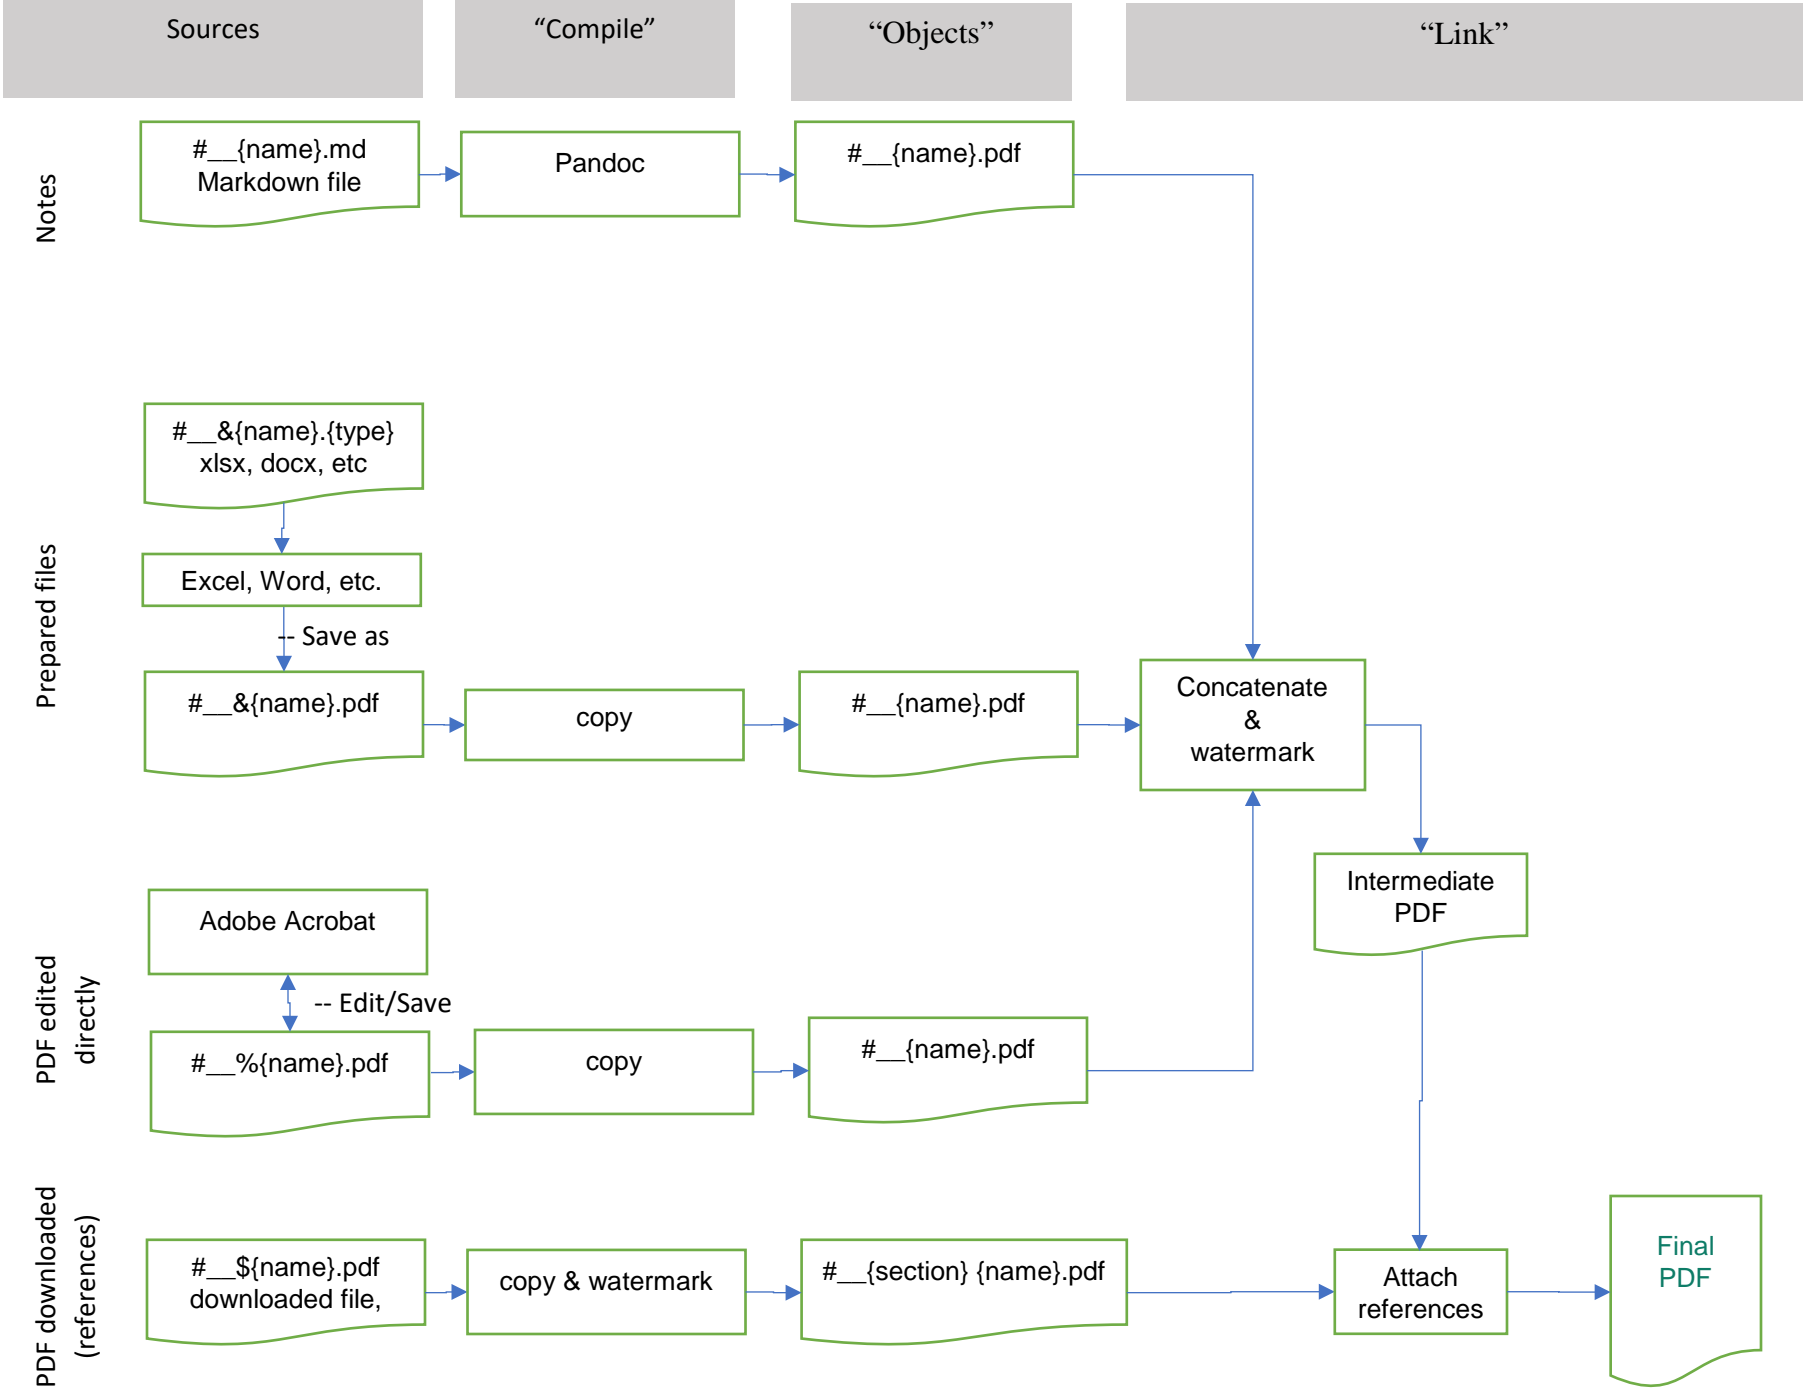 Sources
“Compile”
“Objects”
“Link”
Notes
#__{name}.md
Markdown file
Pandoc
#__{name}.pdf
Prepared files
#__&{name}.{type}
xlsx, docx, etc
Excel, Word, etc.
-- Save as
#__&{name}.pdf
copy
#__{name}.pdf
Concatenate
&
watermark
Intermediate
PDF
PDF edited
directly
Adobe Acrobat
-- Edit/Save
#__%{name}.pdf
copy
#__{name}.pdf
PDF downloaded
(references)
#__${name}.pdf
downloaded file,
copy & watermark
#__{section} {name}.pdf
Attach
references
Final
PDF